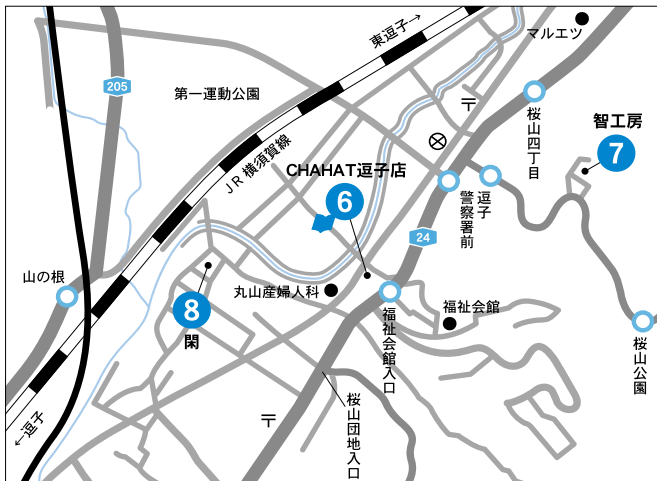 東逗子→
マルエツ
205
第一運動公園
〒
桜山四丁目
智工房
7
JR横須賀線
CHAHAT逗子店
6
逗子
警察署前
24
山の根
丸山産婦人科
福祉会館
8
閑
福祉会館入口
桜山公園
桜山団地入口
〒
←逗子